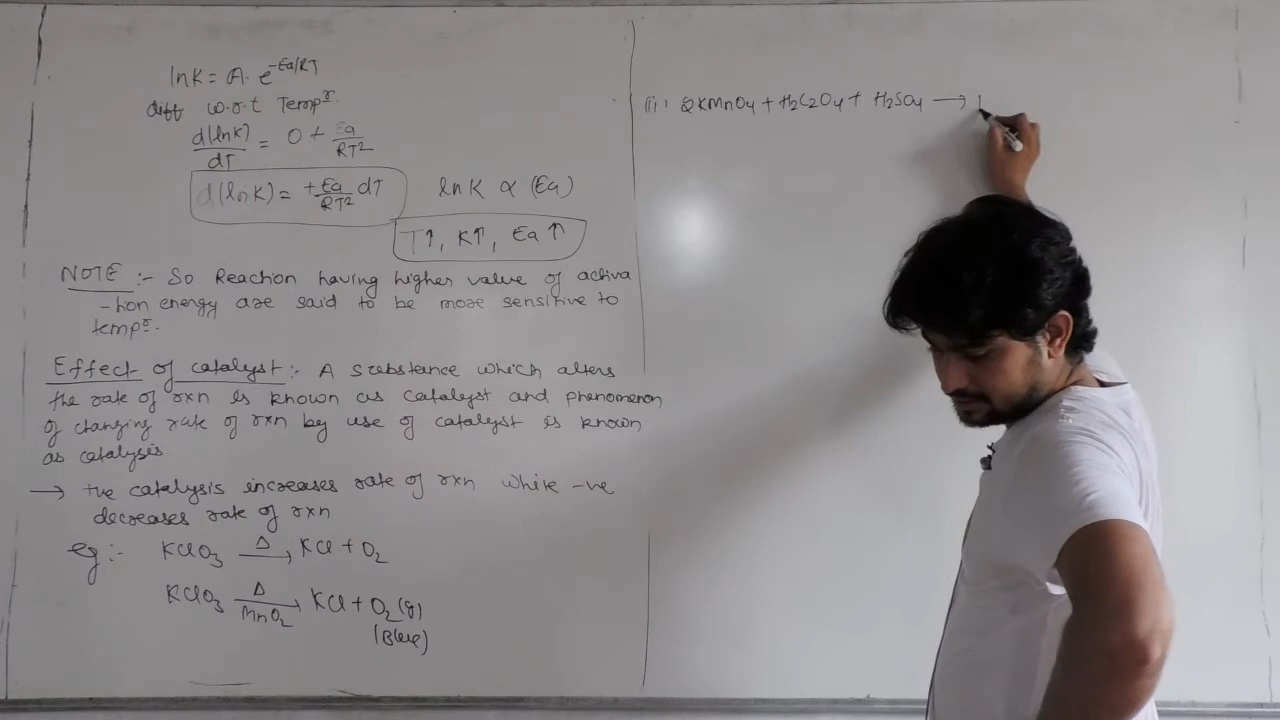 lnK = A. e^-Ea/RT
diff w.r.t Tempr.
d(lnK)/dT = 0 + Ea/RT²
d(lnK) = +Ea/RT² dT lnK ∝ (Ea)
T↑, K↑, Ea↑
NOTE :- So Reaction having higher value of activa
-tion energy are said to be more sensitive to
tempr.
Effect of catalyst :- A substance which alters
the rate of rxn is known as catalyst and phenomenon
of changing rate of rxn by use of catalyst is known
as catalysis
→ +ve catalysis increases rate of rxn while -ve
decreases rate of rxn
eg :- KClO3 —Δ→ KCl + O2
KClO3 —Δ/MnO2→ KCl + O2(g)
(ii) 2KMnO4 + H2C2O4 + H2SO4 →